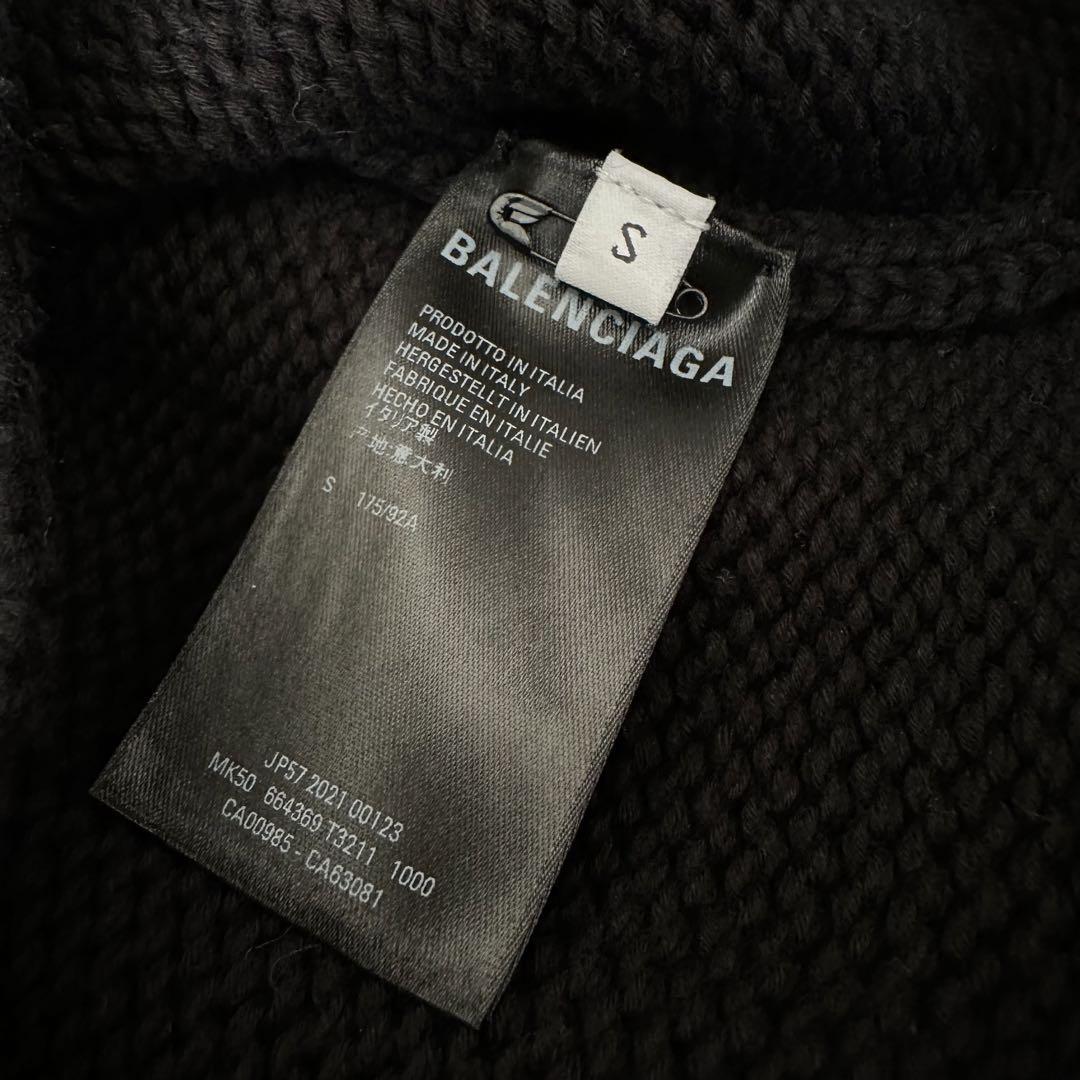 S
BALENCIAGA
PRODOTTO IN ITALIA
MADE IN ITALY
HERGESTELLT IN ITALIEN
FABRIQUE EN ITALIE
HECHO EN ITALIA
イタリア製
产地:意大利
S 175/92A
JP57 2021 00123
MK50 664369 T3211 1000
CA00985 - CA63081